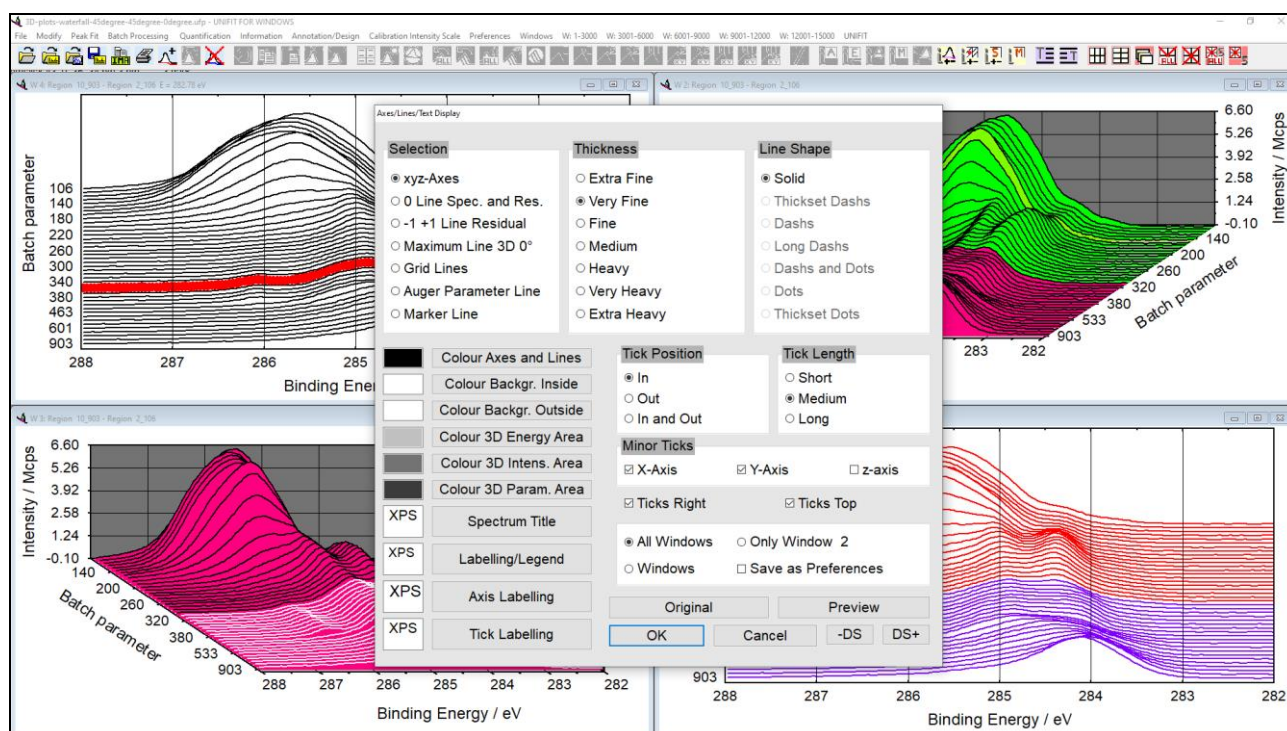 3D-plots-waterfall-45degree-45degree-0degree.ufp - UNIFIT FOR WINDOWS
File Modify Peak Fit Batch Processing Quantification Information Annotation/Design Calibration Intensity Scale Preferences Windows W: 1-3000 W: 3001-6000 W: 6001-9000 W: 9001-12000 W: 12001-15000 UNIFIT
W 4: Region 10_903 - Region 2_106 E = 282.78 eV
Batch parameter
106
140
180
220
260
300
340
380
463
601
903
288 287 286 285
Binding Ener
W 2: Region 10_903 - Region 2_106
6.60
5.26
3.92
2.58
1.24
-0.10
Intensity / Mcps
140
200
260
320
380
533
903
Batch parameter
283 282
W 3: Region 10_903 - Region 2_106
6.60
5.26
3.92
2.58
1.24
-0.10
Intensity / Mcps
140
200
260
320
380
533
903
Batch parameter
288 287 286 285 284 283 282
Binding Energy / eV
903
288 287 286 285 284 283 282
Binding Energy / eV
Axes/Lines/Text Display
Selection
xyz-Axes
0 Line Spec. and Res.
-1 +1 Line Residual
Maximum Line 3D 0°
Grid Lines
Auger Parameter Line
Marker Line
Thickness
Extra Fine
Very Fine
Fine
Medium
Heavy
Very Heavy
Extra Heavy
Line Shape
Solid
Thickset Dashs
Dashs
Long Dashs
Dashs and Dots
Dots
Thickset Dots
Colour Axes and Lines
Colour Backgr. Inside
Colour Backgr. Outside
Colour 3D Energy Area
Colour 3D Intens. Area
Colour 3D Param. Area
XPS Spectrum Title
XPS Labelling/Legend
XPS Axis Labelling
XPS Tick Labelling
Tick Position
In
Out
In and Out
Tick Length
Short
Medium
Long
Minor Ticks
X-Axis Y-Axis z-axis
Ticks Right Ticks Top
All Windows Only Window 2
Windows Save as Preferences
Original Preview
OK Cancel -DS DS+